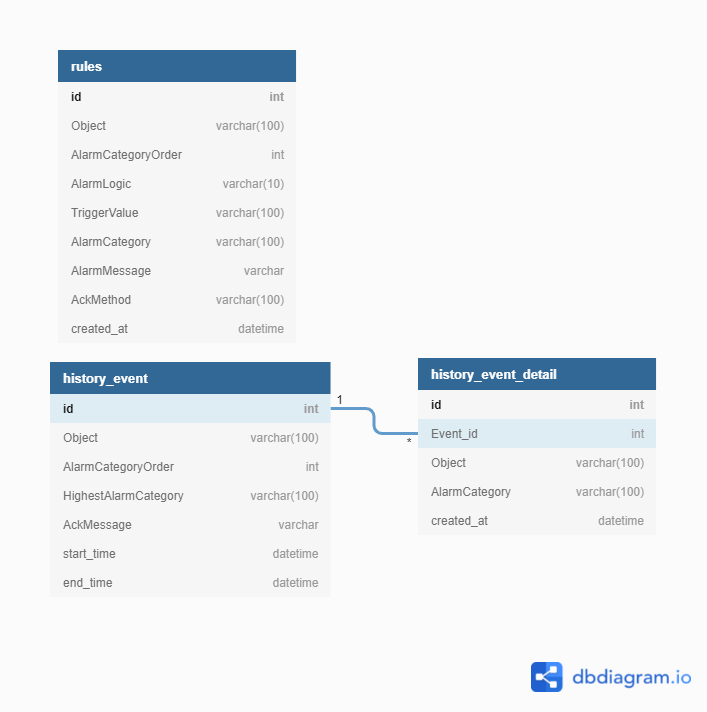 rules
id int
Object varchar(100)
AlarmCategoryOrder int
AlarmLogic varchar(10)
TriggerValue varchar(100)
AlarmCategory varchar(100)
AlarmMessage varchar
AckMethod varchar(100)
created_at datetime
history_event
id int
Object varchar(100)
AlarmCategoryOrder int
HighestAlarmCategory varchar(100)
AckMessage varchar
start_time datetime
end_time datetime
1
*
history_event_detail
id int
Event_id int
Object varchar(100)
AlarmCategory varchar(100)
created_at datetime
dbdiagram.io